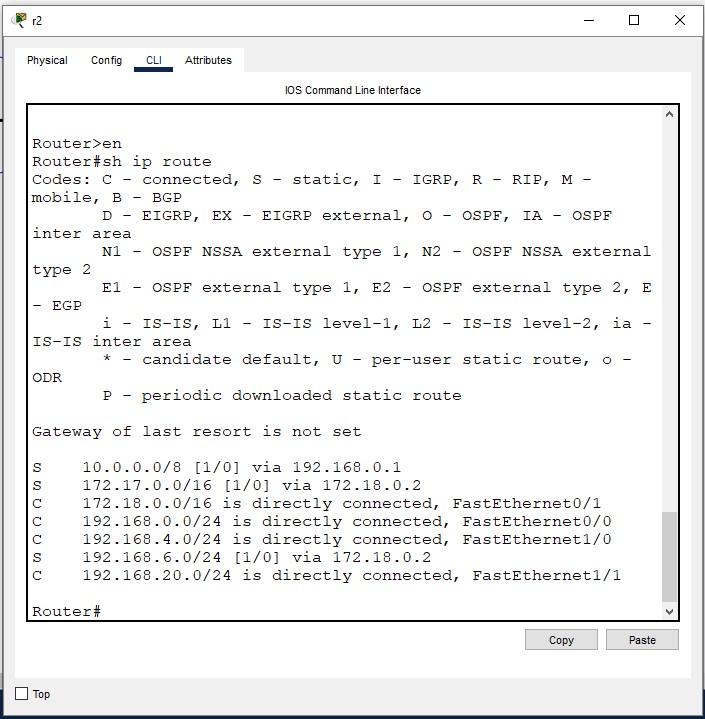 r2
Physical Config CLI Attributes
IOS Command Line Interface
Router>en
Router#sh ip route
Codes: C - connected, S - static, I - IGRP, R - RIP, M -
mobile, B - BGP
D - EIGRP, EX - EIGRP external, O - OSPF, IA - OSPF
inter area
N1 - OSPF NSSA external type 1, N2 - OSPF NSSA external
type 2
E1 - OSPF external type 1, E2 - OSPF external type 2, E
- EGP
i - IS-IS, L1 - IS-IS level-1, L2 - IS-IS level-2, ia -
IS-IS inter area
* - candidate default, U - per-user static route, o -
ODR
P - periodic downloaded static route
Gateway of last resort is not set
S 10.0.0.0/8 [1/0] via 192.168.0.1
S 172.17.0.0/16 [1/0] via 172.18.0.2
C 172.18.0.0/16 is directly connected, FastEthernet0/1
C 192.168.0.0/24 is directly connected, FastEthernet0/0
C 192.168.4.0/24 is directly connected, FastEthernet1/0
S 192.168.6.0/24 [1/0] via 172.18.0.2
C 192.168.20.0/24 is directly connected, FastEthernet1/1
Router#
Copy Paste
Top